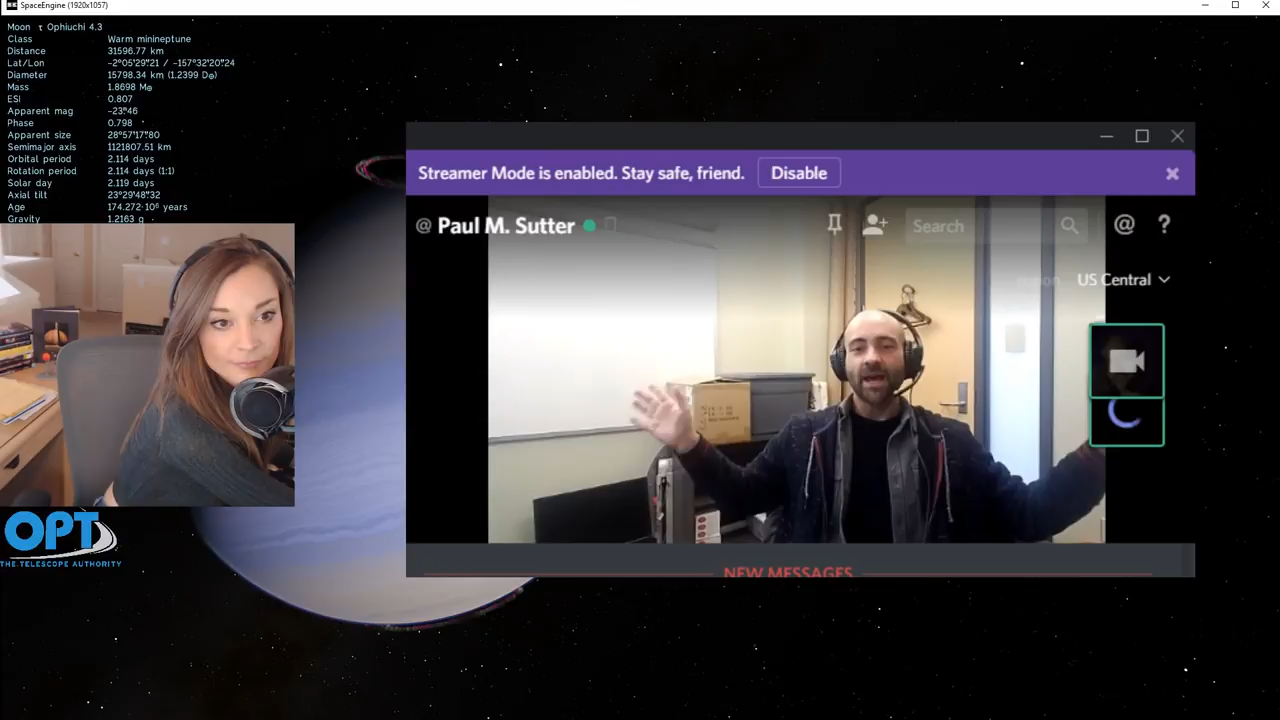 SpaceEngine (1920x1057)
Moon τ Ophiuchi 4.3
Class Warm minineptune
Distance 31596.77 km
Lat/Lon −2°05'29"21 / −157°32'20"24
Diameter 15798.34 km (1.2399 D⊕)
Mass 1.8698 M⊕
ESI 0.807
Apparent mag −23ᵐ46
Phase 0.798
Apparent size 28°57'17"80
Semimajor axis 1121807.51 km
Orbital period 2.114 days
Rotation period 2.114 days (1:1)
Solar day 2.119 days
Axial tilt 23°29'48"32
Age 174.272·10⁶ years
Gravity 1.2163 g
Streamer Mode is enabled. Stay safe, friend. Disable
@ Paul M. Sutter
Search
@ ?
US Central
NEW MESSAGES
OPT
THE TELESCOPE AUTHORITY